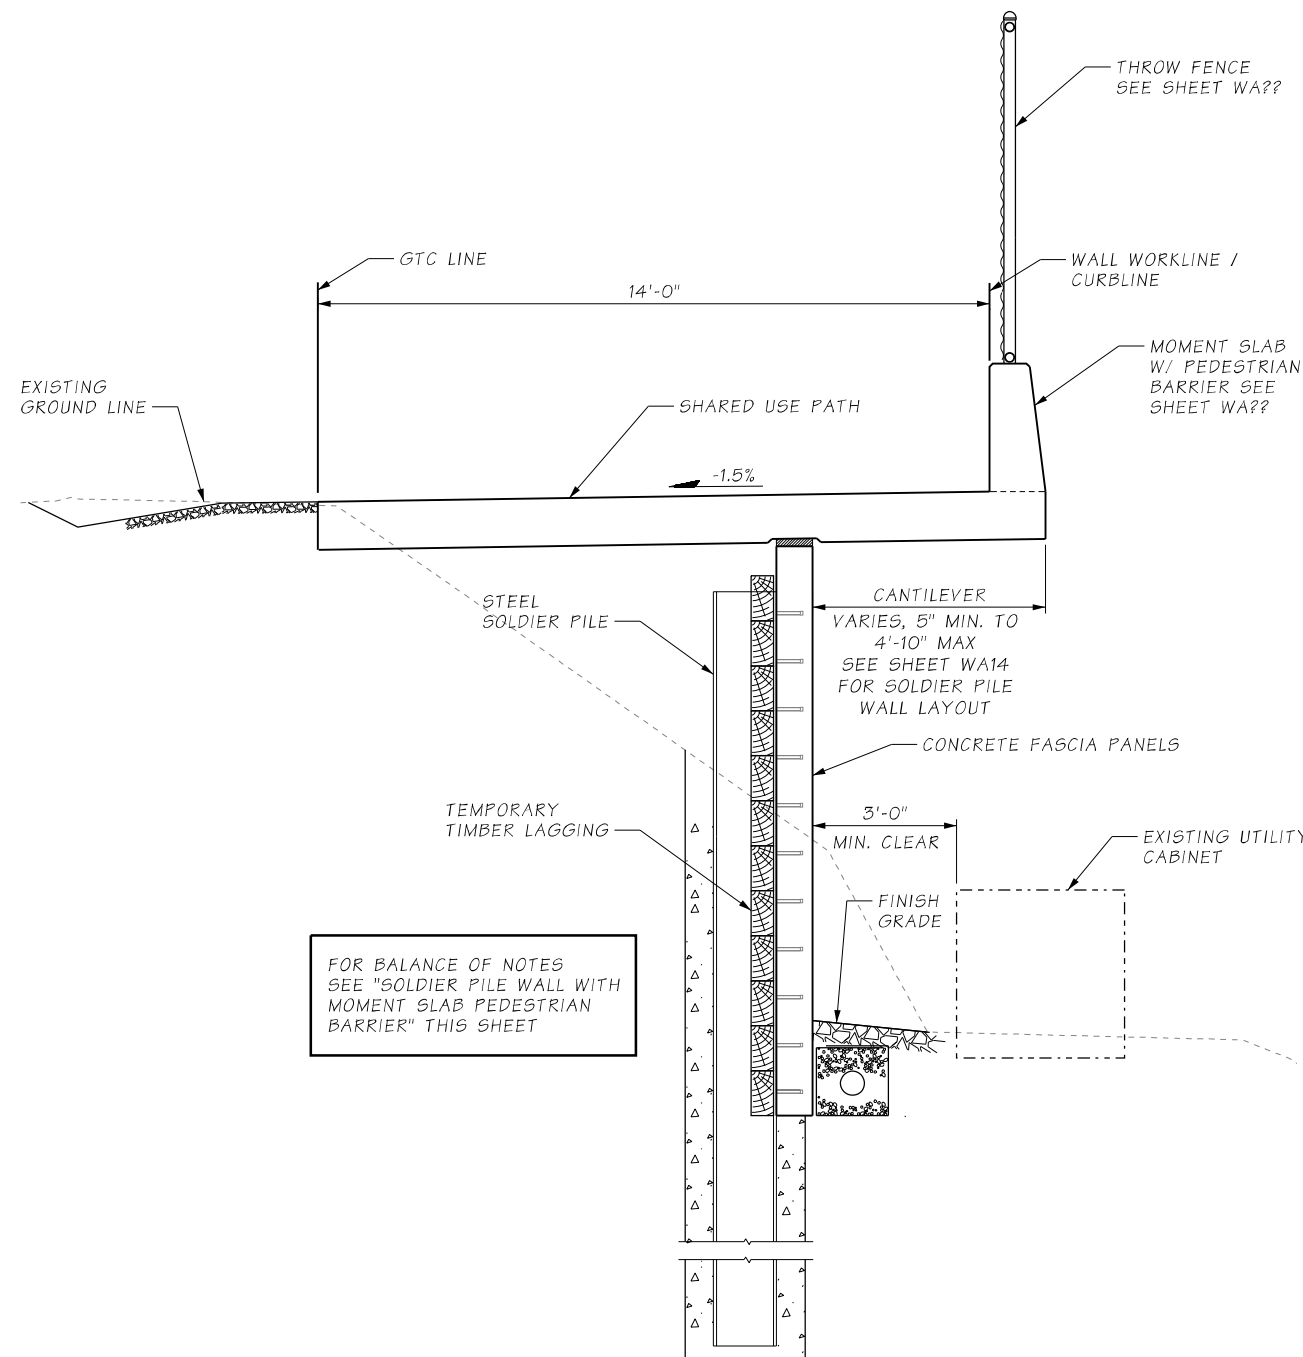 THROW FENCE
SEE SHEET WA??
GTC LINE
WALL WORKLINE /
CURBLINE
14'-0"
MOMENT SLAB
W/ PEDESTRIAN
BARRIER SEE
SHEET WA??
EXISTING
GROUND LINE
SHARED USE PATH
-1.5%
STEEL
SOLDIER PILE
CANTILEVER
VARIES, 5" MIN. TO
4'-10" MAX
SEE SHEET WA14
FOR SOLDIER PILE
WALL LAYOUT
CONCRETE FASCIA PANELS
TEMPORARY
TIMBER LAGGING
3'-0"
MIN. CLEAR
EXISTING UTILITY
CABINET
FINISH
GRADE
FOR BALANCE OF NOTES
SEE "SOLDIER PILE WALL WITH
MOMENT SLAB PEDESTRIAN
BARRIER" THIS SHEET